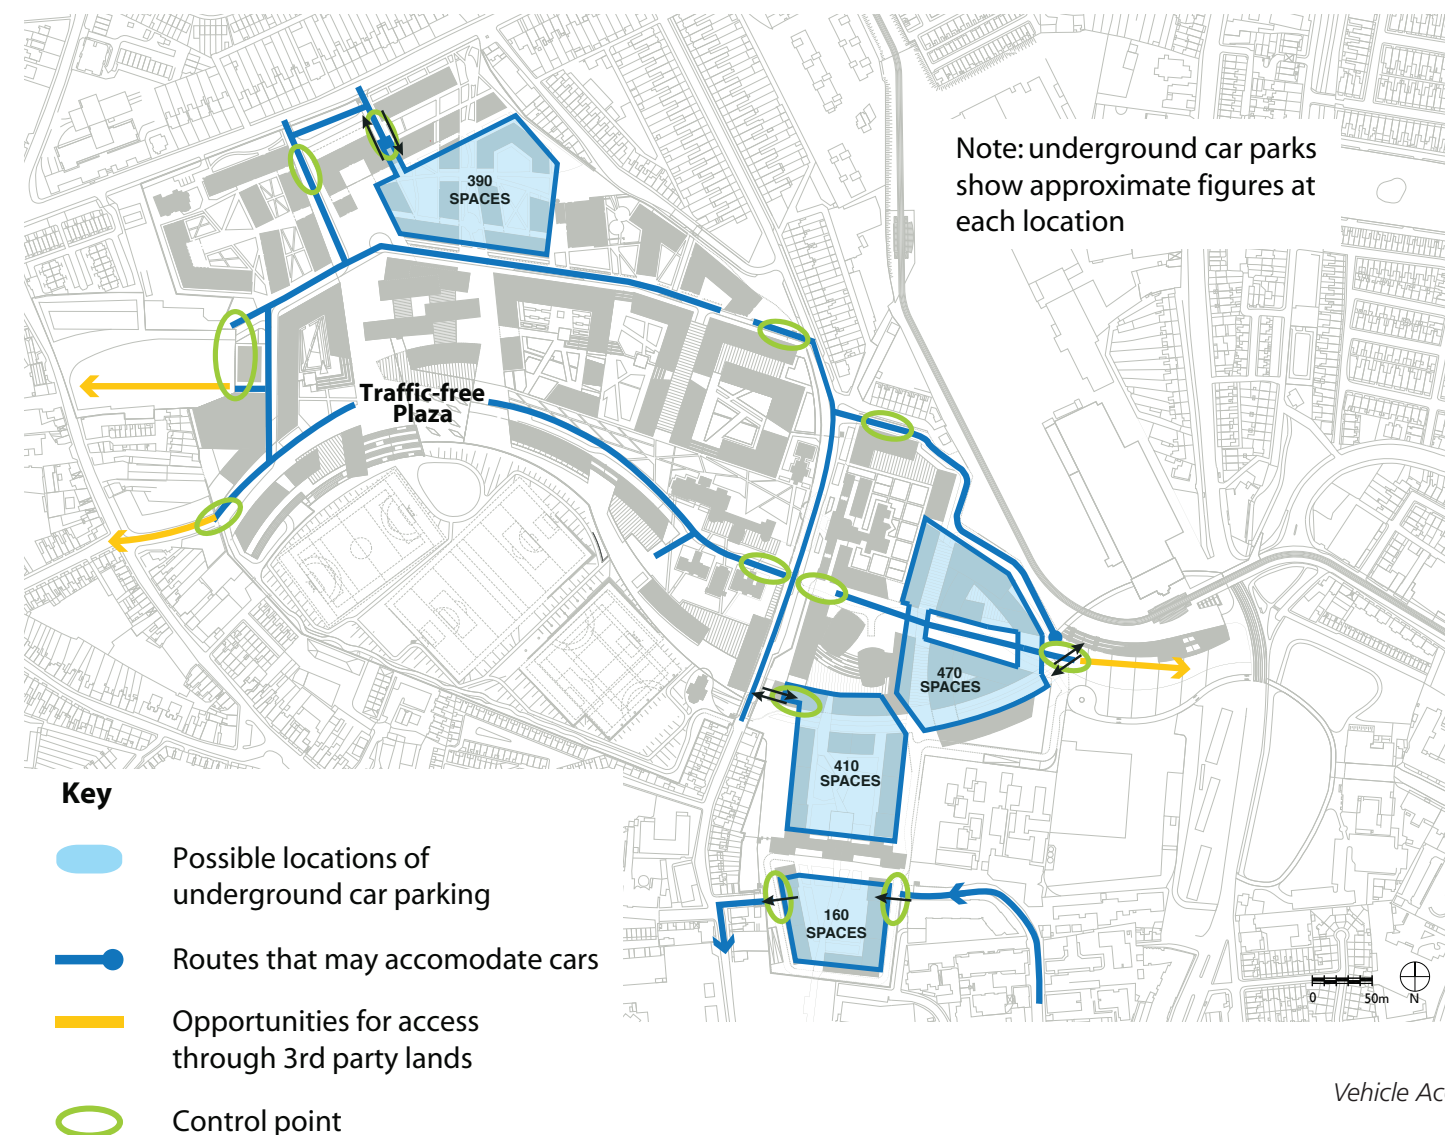 Note: underground car parks
show approximate figures at
each location
390
SPACES
Traffic-free
Plaza
470
SPACES
410
SPACES
160
SPACES
0 50m N
Key
Possible locations of
underground car parking
Routes that may accomodate cars
Opportunities for access
through 3rd party lands
Control point
Vehicle Ac